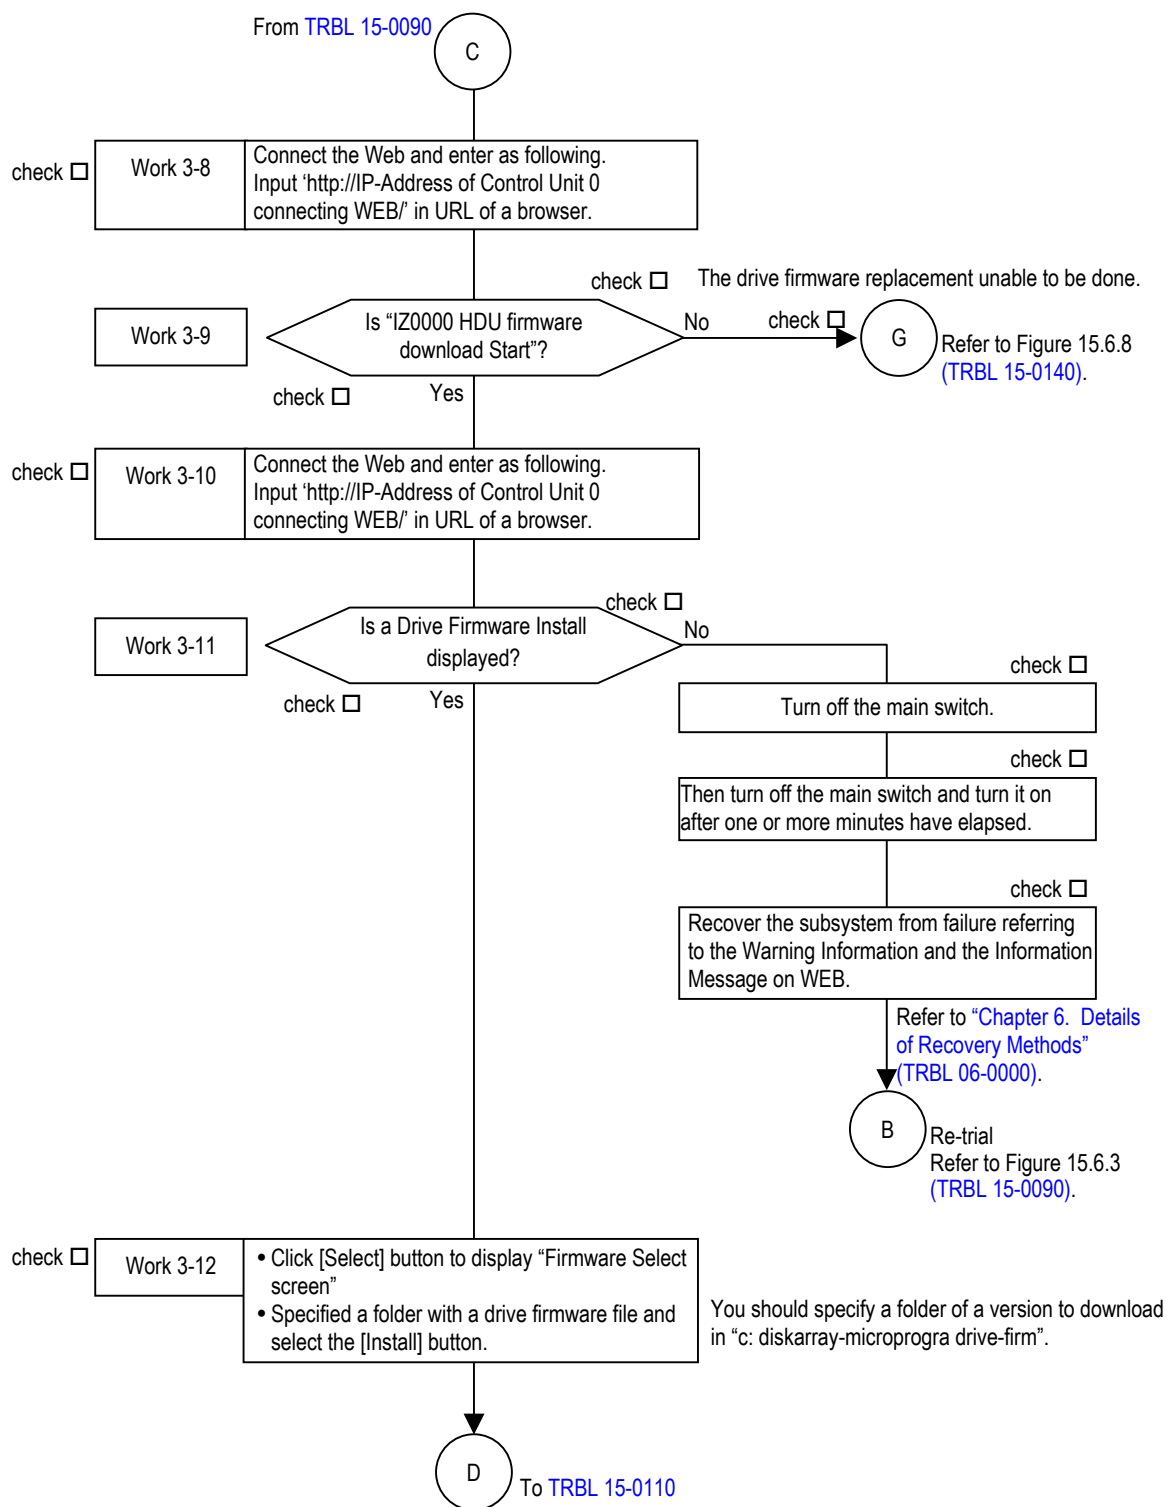 From TRBL 15-0090
C
check □
Work 3-8
Connect the Web and enter as following.
Input ‘http://IP-Address of Control Unit 0
connecting WEB/’ in URL of a browser.
check □
The drive firmware replacement unable to be done.
Work 3-9
Is “IZ0000 HDU firmware
download Start”?
No
check □
G
Refer to Figure 15.6.8
(TRBL 15-0140).
check □
Yes
check □
Work 3-10
Connect the Web and enter as following.
Input ‘http://IP-Address of Control Unit 0
connecting WEB/’ in URL of a browser.
check □
Work 3-11
Is a Drive Firmware Install
displayed?
No
check □
Yes
check □
Turn off the main switch.
check □
Then turn off the main switch and turn it on
after one or more minutes have elapsed.
check □
Recover the subsystem from failure referring
to the Warning Information and the Information
Message on WEB.
Refer to “Chapter 6.  Details
of Recovery Methods”
(TRBL 06-0000).
B
Re-trial
Refer to Figure 15.6.3
(TRBL 15-0090).
check □
Work 3-12
• Click [Select] button to display “Firmware Select
screen”
• Specified a folder with a drive firmware file and
select the [Install] button.
You should specify a folder of a version to download
in “c: diskarray-microprogra drive-firm”.
D
To TRBL 15-0110